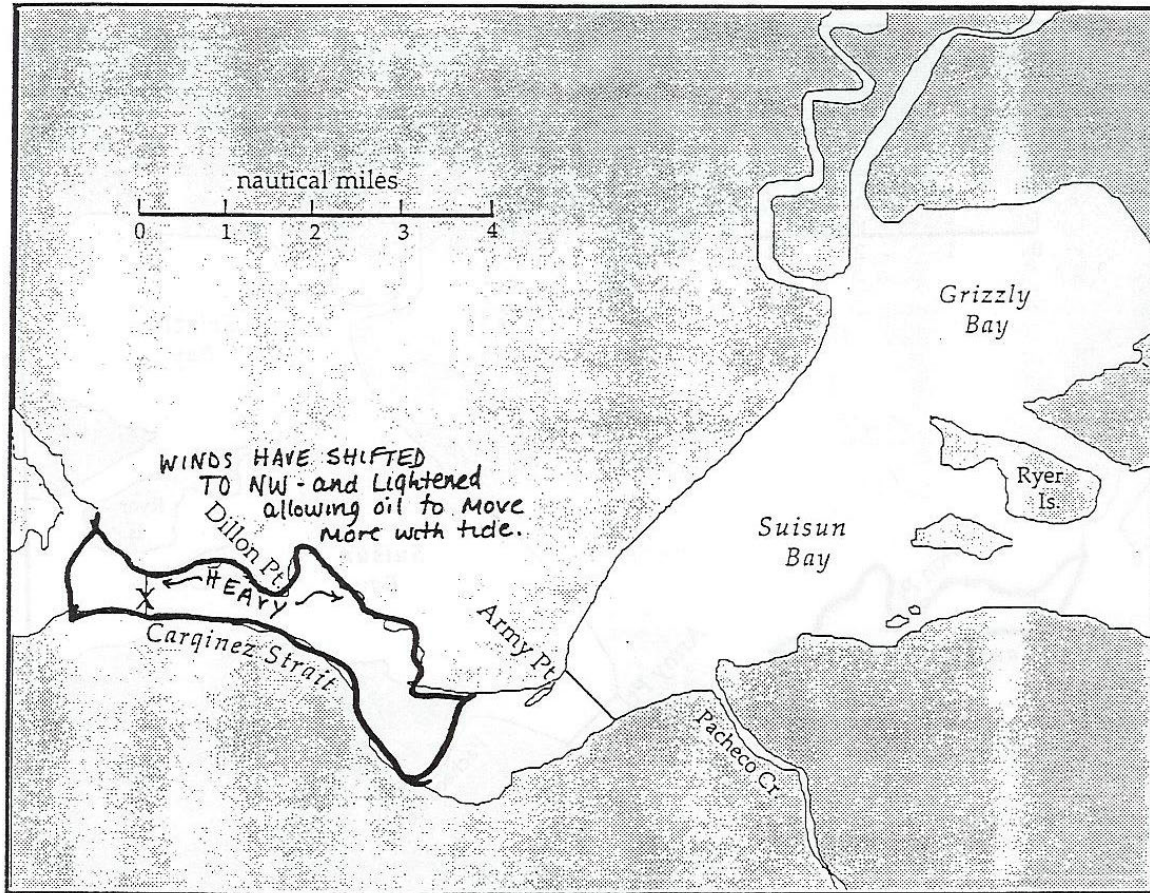 nautical miles
0 1 2 3 4
Grizzly
Bay
WINDS HAVE SHIFTED
TO NW - and Lightened
allowing oil to move
more with tide.
Ryer
Is.
Dillon Pt.
Suisun
Bay
HEAVY
X
Carqinez Strait
Army Pt.
Pacheco Cr.